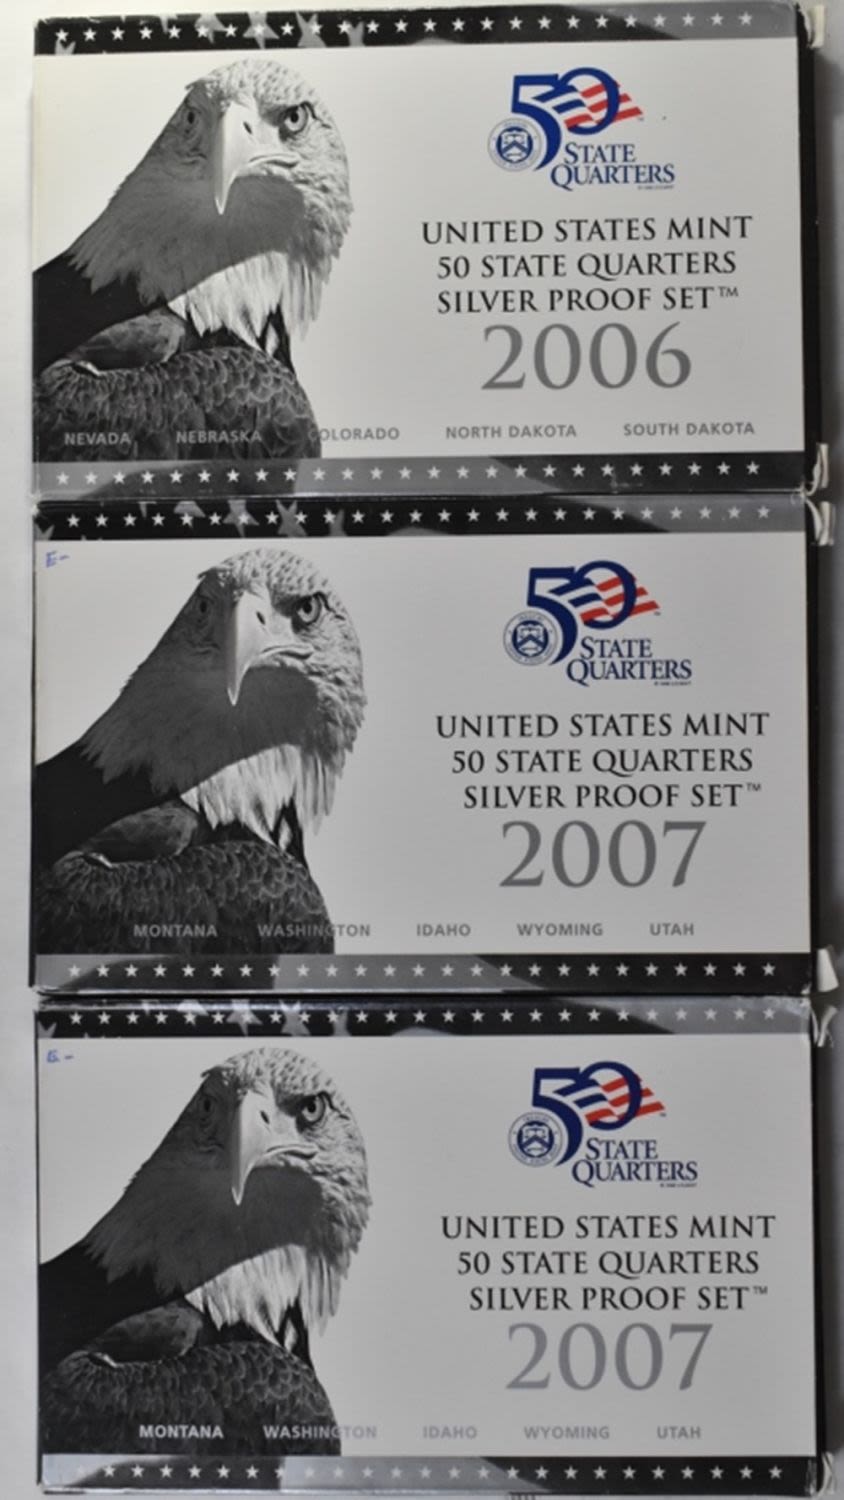 50
STATE
QUARTERS
UNITED STATES MINT
50 STATE QUARTERS
SILVER PROOF SET™
2006
NEVADA NEBRASKA COLORADO NORTH DAKOTA SOUTH DAKOTA
E-
50
STATE
QUARTERS
UNITED STATES MINT
50 STATE QUARTERS
SILVER PROOF SET™
2007
MONTANA WASHINGTON IDAHO WYOMING UTAH
50
STATE
QUARTERS
UNITED STATES MINT
50 STATE QUARTERS
SILVER PROOF SET™
2007
MONTANA WASHINGTON IDAHO WYOMING UTAH